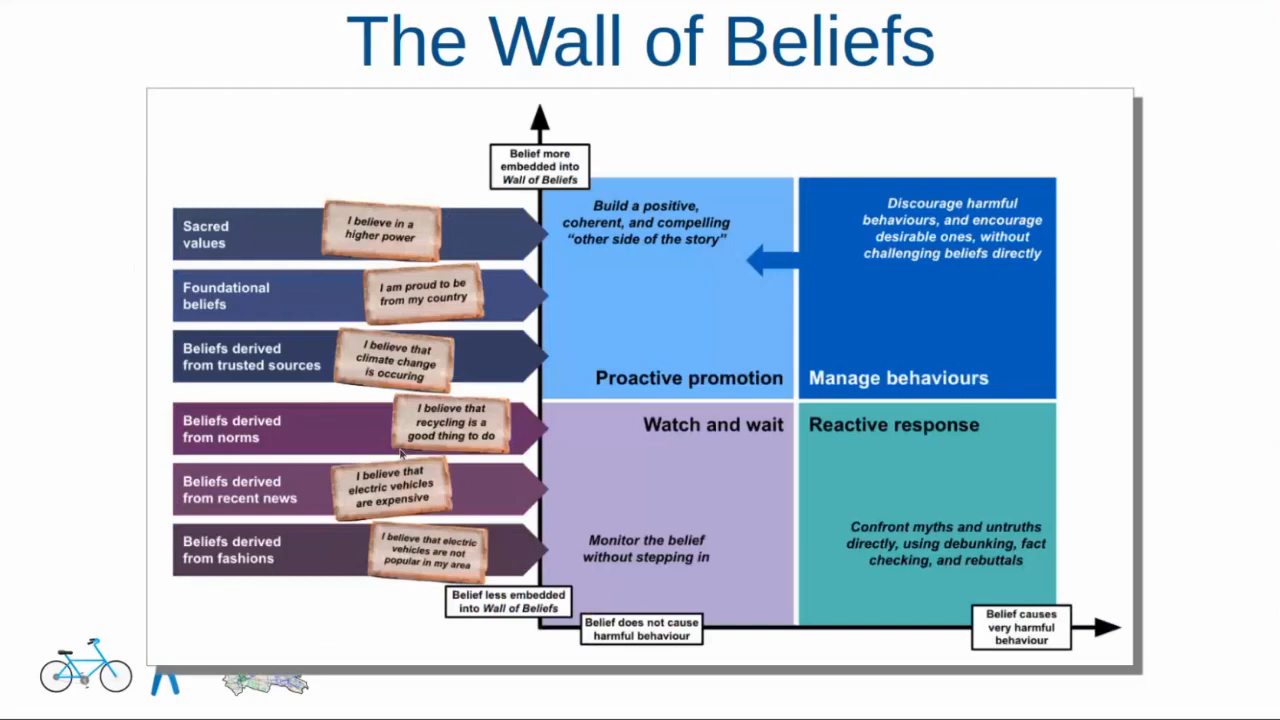 The Wall of Beliefs
Belief more
embedded into
Wall of Beliefs
Sacred
values
I believe in a
higher power
Foundational
beliefs
I am proud to be
from my country
Beliefs derived
from trusted sources
I believe that
climate change
is occuring
Beliefs derived
from norms
I believe that
recycling is a
good thing to do
Beliefs derived
from recent news
I believe that
electric vehicles
are expensive
Beliefs derived
from fashions
I believe that electric
vehicles are not
popular in my area
Build a positive,
coherent, and compelling
“other side of the story”
Proactive promotion
Discourage harmful
behaviours, and encourage
desirable ones, without
challenging beliefs directly
Manage behaviours
Watch and wait
Monitor the belief
without stepping in
Reactive response
Confront myths and untruths
directly, using debunking, fact
checking, and rebuttals
Belief less embedded
into Wall of Beliefs
Belief does not cause
harmful behaviour
Belief causes
very harmful
behaviour